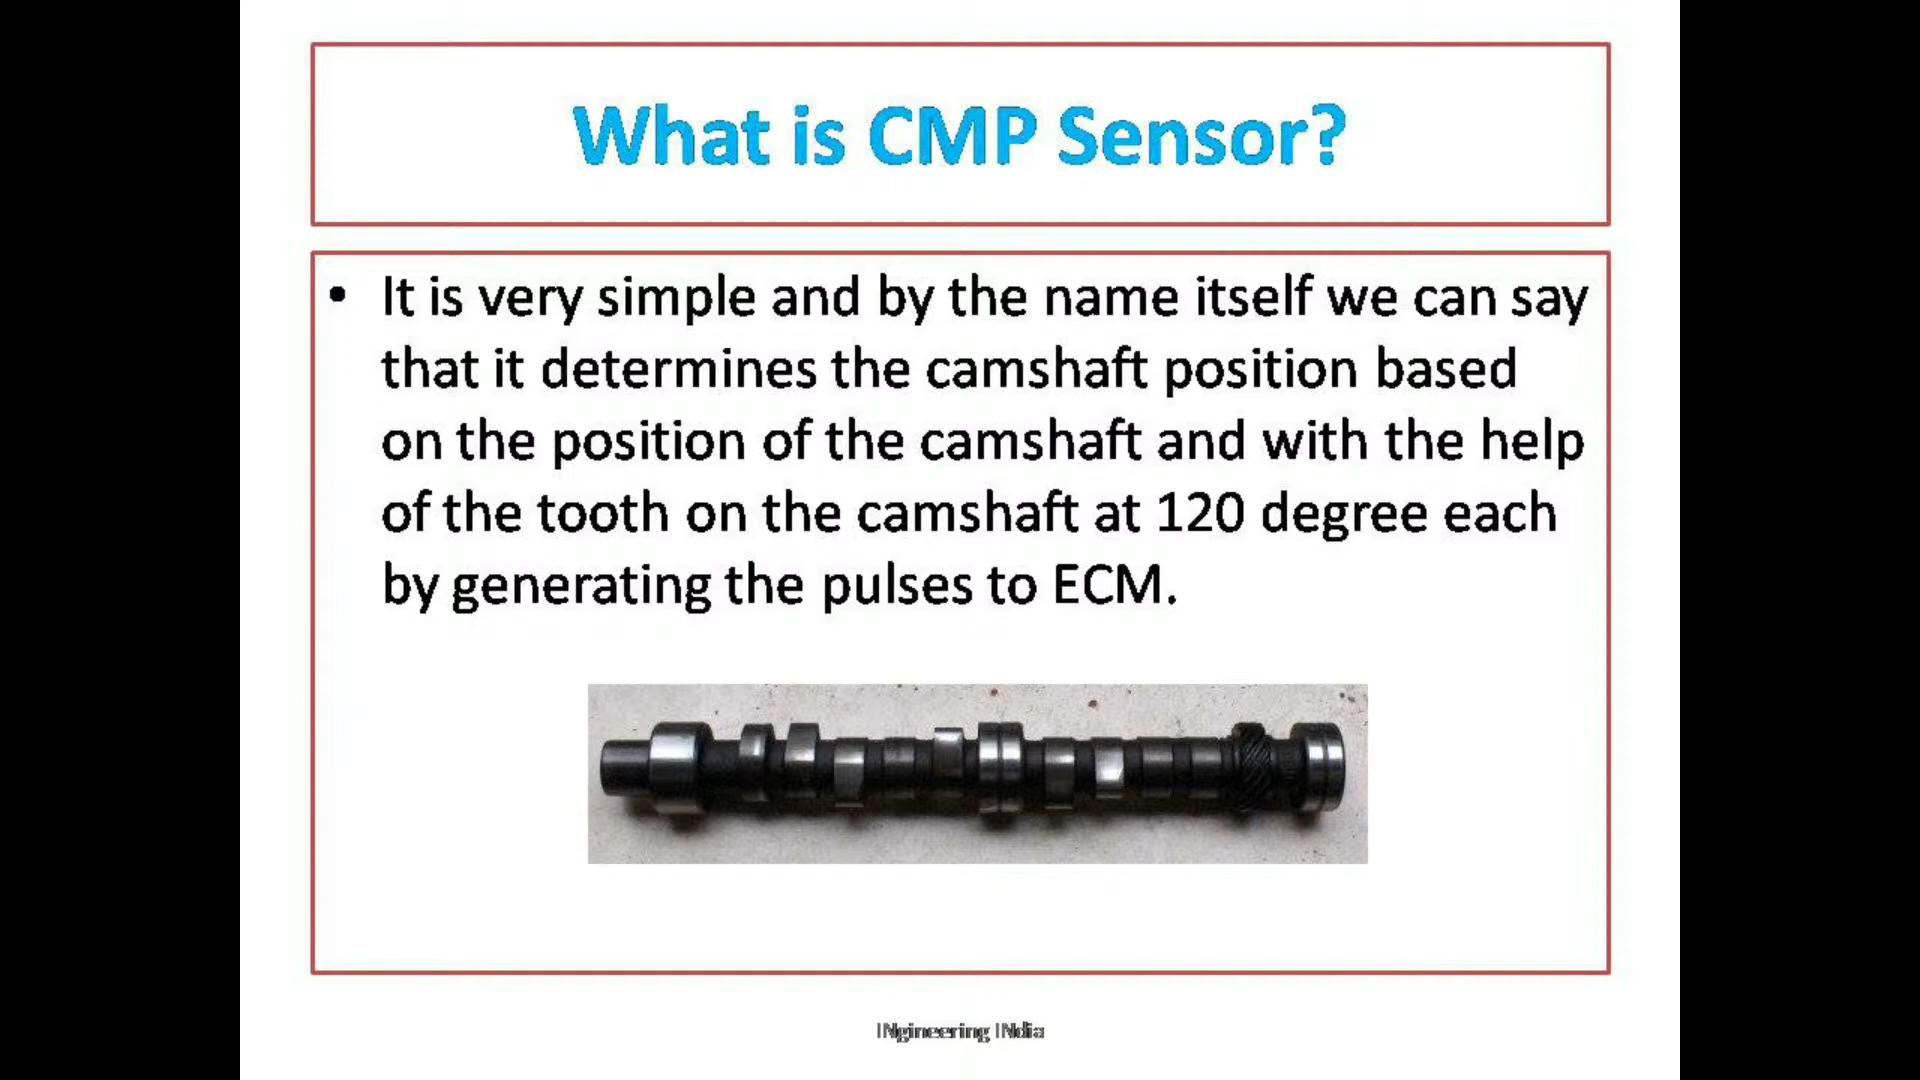 What is CMP Sensor?
• It is very simple and by the name itself we can say
that it determines the camshaft position based
on the position of the camshaft and with the help
of the tooth on the camshaft at 120 degree each
by generating the pulses to ECM.
INgineering INdia